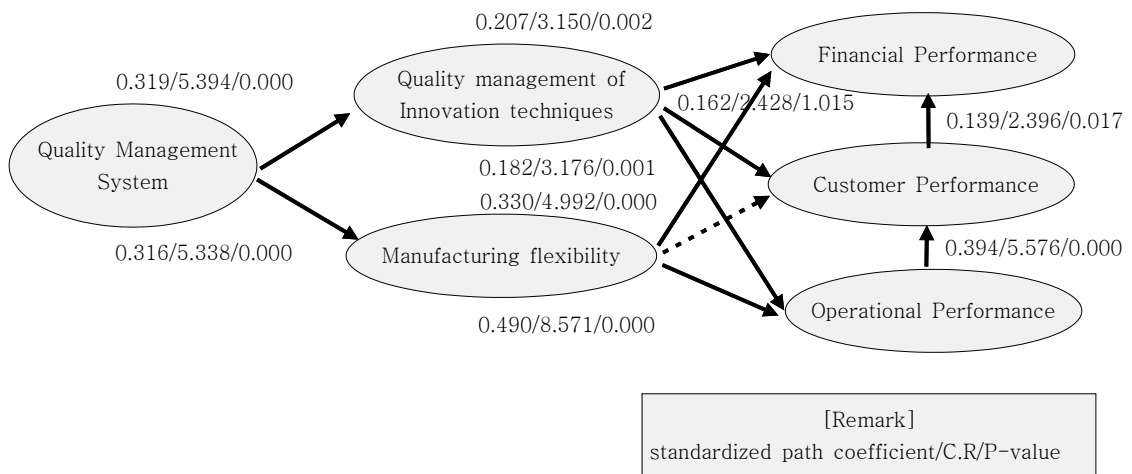 0.207/3.150/0.002
Financial Performance
0.319/5.394/0.000
Quality management of
Innovation techniques
0.162/2.428/1.015
0.139/2.396/0.017
Quality Management
System
0.182/3.176/0.001
Customer Performance
0.330/4.992/0.000
0.316/5.338/0.000
Manufacturing flexibility
0.394/5.576/0.000
0.490/8.571/0.000
Operational Performance
[Remark]
standardized path coefficient/C.R/P-value